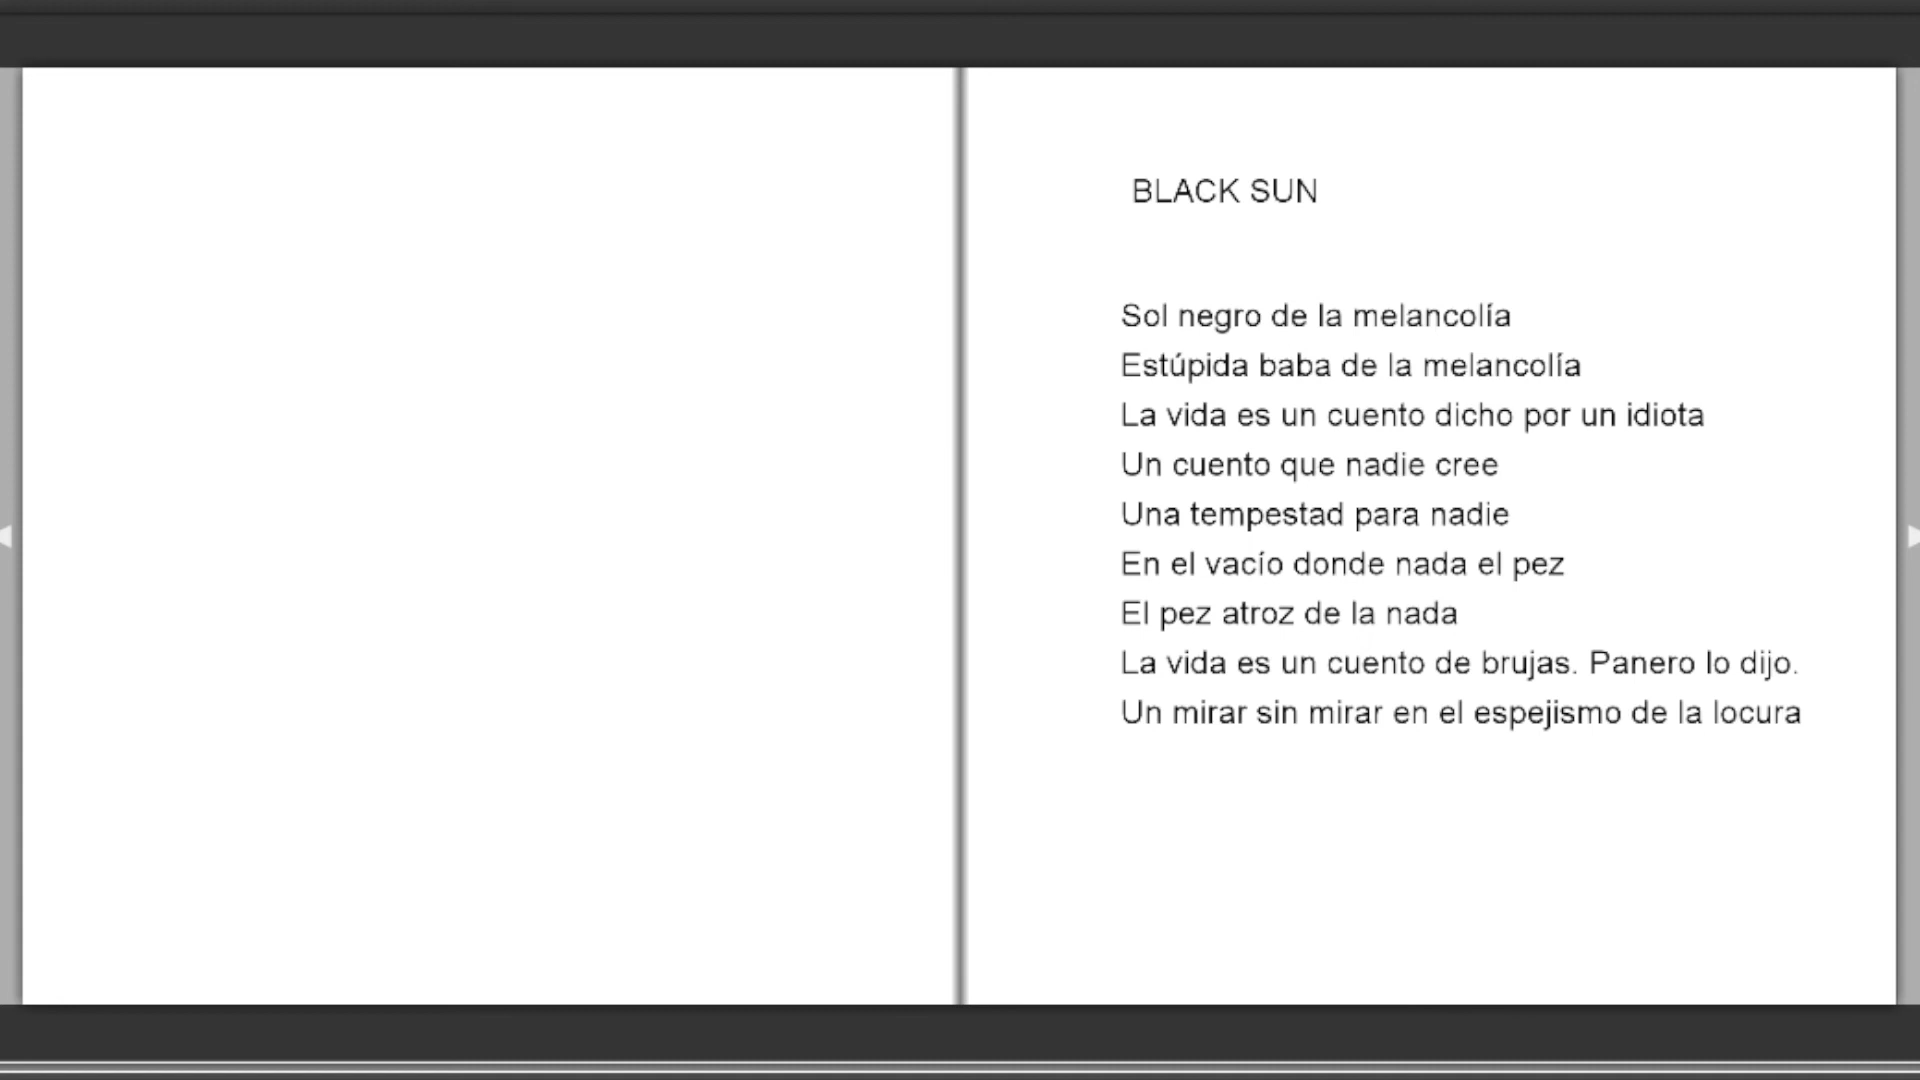 BLACK SUN
Sol negro de la melancolía
Estúpida baba de la melancolía
La vida es un cuento dicho por un idiota
Un cuento que nadie cree
Una tempestad para nadie
En el vacío donde nada el pez
El pez atroz de la nada
La vida es un cuento de brujas. Panero lo dijo.
Un mirar sin mirar en el espejismo de la locura